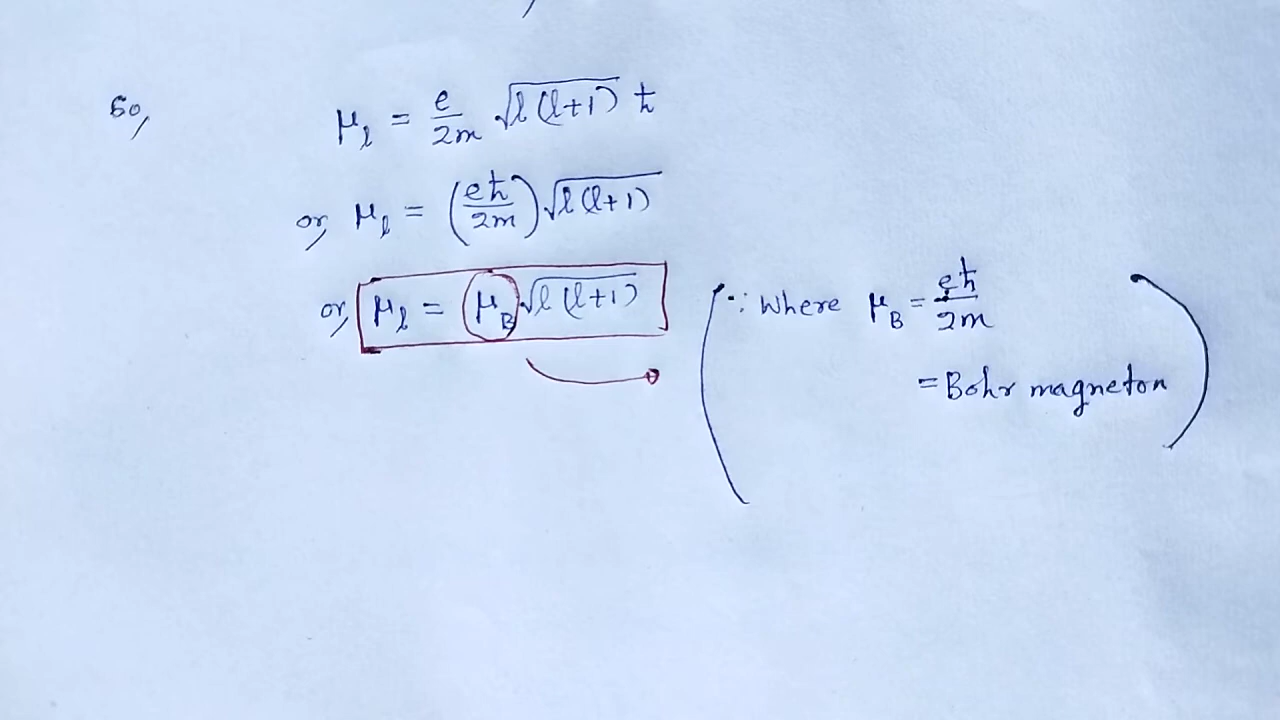 So, μ_l = e/2m √l(l+1) ħ
or, μ_l = (eħ/2m) √l(l+1)
or, μ_l = μ_B √l(l+1) (∵ Where μ_B = eħ/2m
= Bohr magneton)